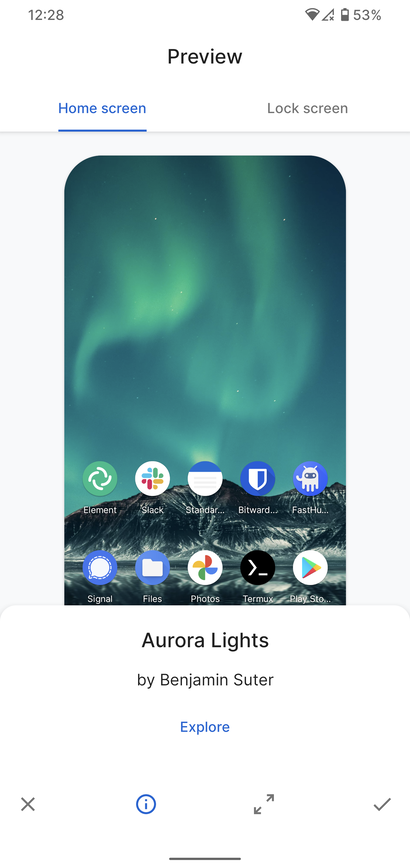 12:28
53%
Preview
Home screen
Lock screen
Element
Slack
Standar...
Bitward...
FastHu...
Signal
Files
Photos
Termux
Play Sto...
Aurora Lights
by Benjamin Suter
Explore